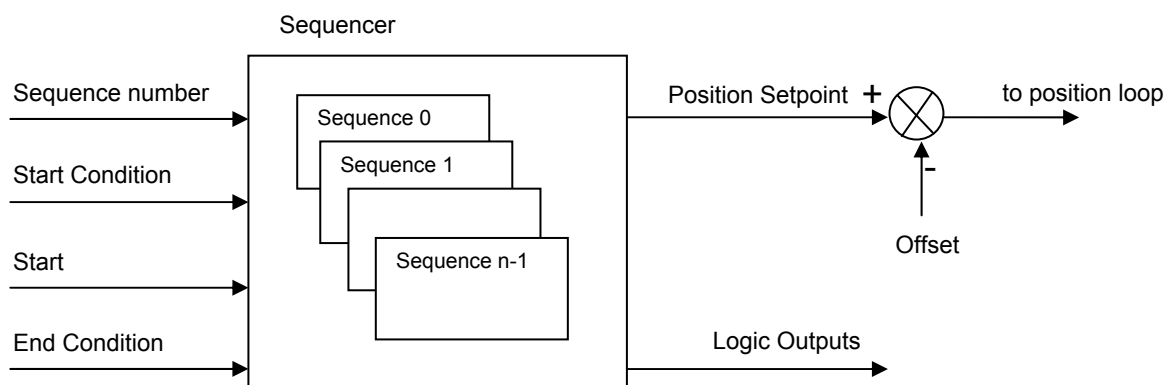 Sequencer
Sequence number
Start Condition
Start
End Condition
Sequence 0
Sequence 1
Sequence n-1
Position Setpoint
+
to position loop
-
Offset
Logic Outputs